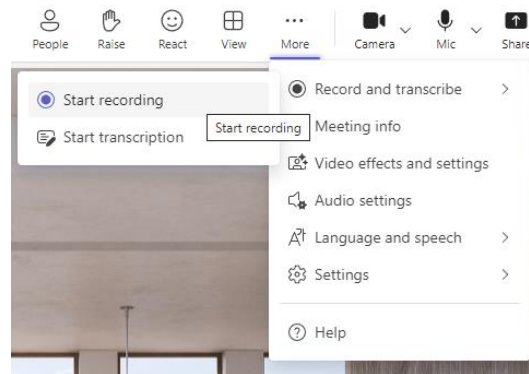 People Raise React View More Camera Mic Share
Start recording
Start transcription
Start recording
Record and transcribe
Meeting info
Video effects and settings
Audio settings
Language and speech
Settings
Help